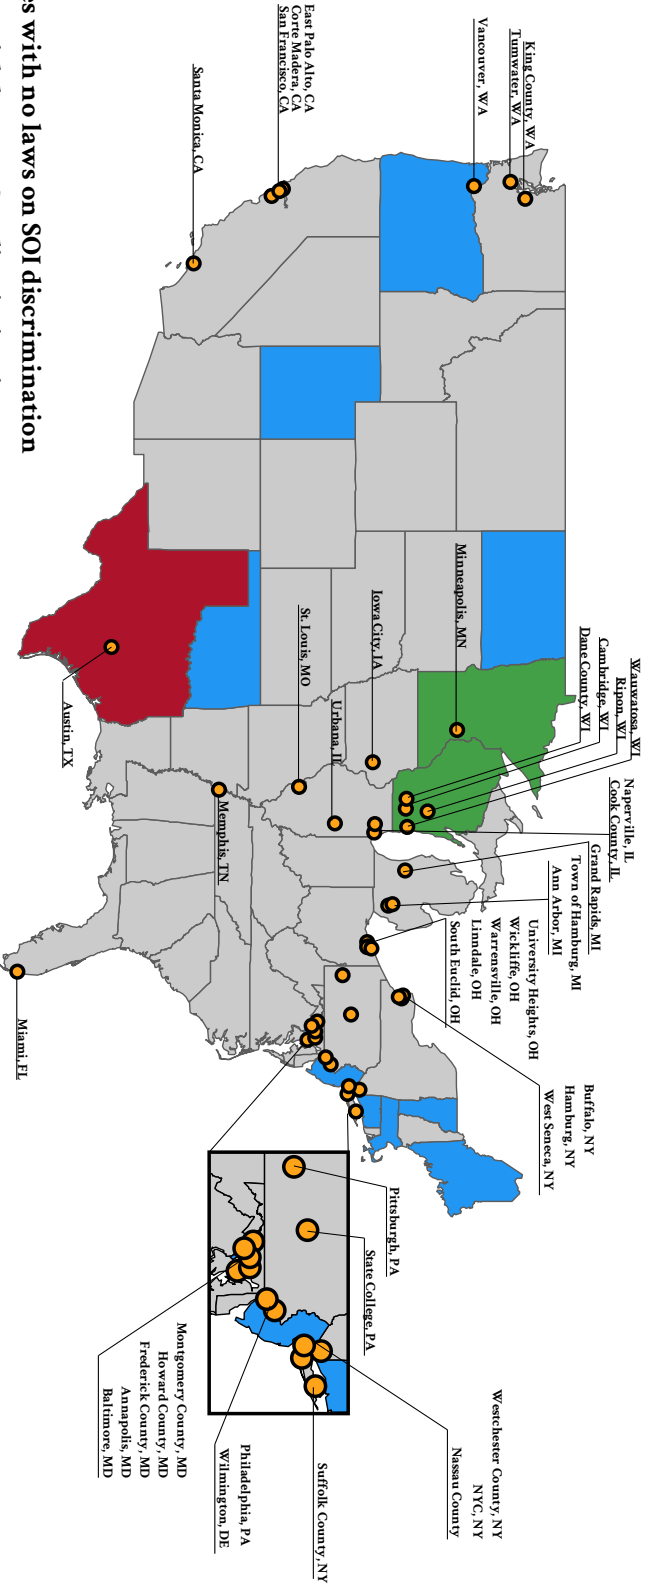 es with no laws on SOI discrimination
King County, WA
Tumwater, WA
Vancouver, WA
East Palo Alto, CA
Corte Madera, CA
San Francisco, CA
Santa Monica, CA
Minneapolis, MN
Iowa City, IA
St. Louis, MO
Urbana, IL
Austin, TX
Memphis, TN
Miami, FL
Wauwatosa, WI
Ripon, WI
Cambridge, WI
Dane County, WI
Naperville, IL
Cook County, IL
Grand Rapids, MI
Town of Hamburg, MI
Ann Arbor, MI
University Heights, OH
Wickliffe, OH
Warrensville, OH
Linndale, OH
South Euclid, OH
Buffalo, NY
Hamburg, NY
West Seneca, NY
Pittsburgh, PA
State College, PA
Westchester County, NY
NYC, NY
Nassau County
Suffolk County, NY
Philadelphia, PA
Wilmington, DE
Montgomery County, MD
Howard County, MD
Frederick County, MD
Annapolis, MD
Baltimore, MD